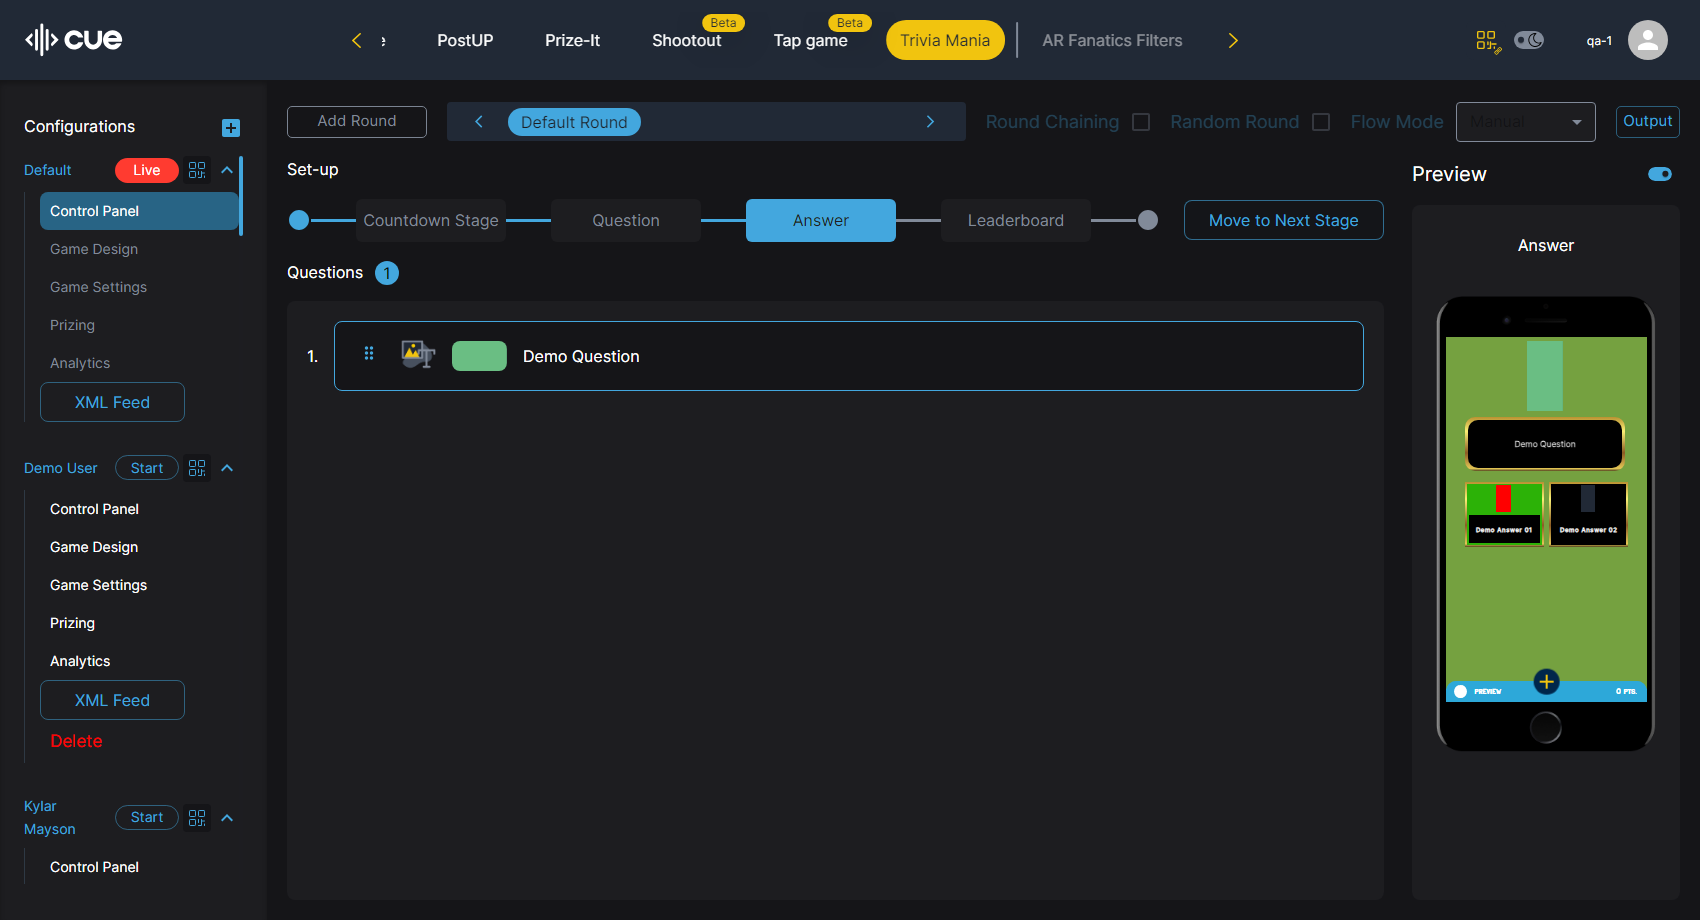 cue
e
PostUP
Prize-It
Shootout
Beta
Tap game
Beta
Trivia Mania
AR Fanatics Filters
qa-1
Configurations
Default
Live
Control Panel
Game Design
Game Settings
Prizing
Analytics
XML Feed
Demo User
Start
Control Panel
Game Design
Game Settings
Prizing
Analytics
XML Feed
Delete
Kylar
Mayson
Start
Control Panel
Add Round
Default Round
Round Chaining
Random Round
Flow Mode
Manual
Output
Set-up
Countdown Stage
Question
Answer
Leaderboard
Move to Next Stage
Questions 1
1.
Demo Question
Preview
Answer
Demo Question
Demo Answer 01
Demo Answer 02
PREVIEW
0 PTS.